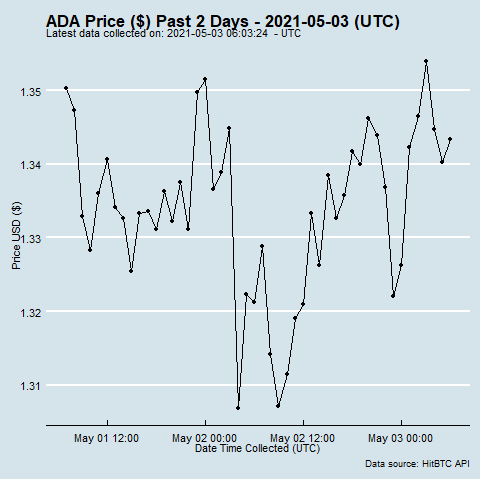 ADA Price ($) Past 2 Days - 2021-05-03 (UTC)
Latest data collected on: 2021-05-03 06:03:24  - UTC
1.35
1.34
1.33
1.32
1.31
Price USD ($)
May 01 12:00 May 02 00:00 May 02 12:00 May 03 00:00
Date Time Collected (UTC)
Data source: HitBTC API